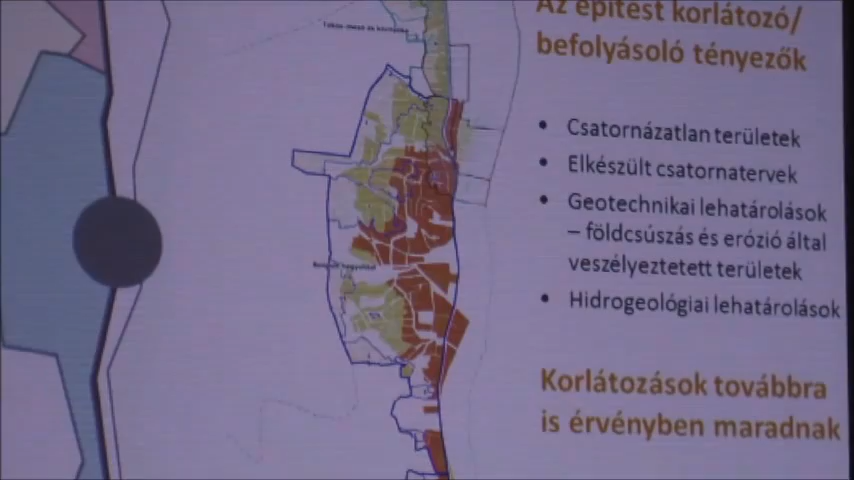 Az építést korlátozó/
befolyásoló tényezők
• Csatornázatlan területek
• Elkészült csatornatervek
• Geotechnikai lehatárolások
– földcsúszás és erózió által
veszélyeztetett területek
• Hidrogeológiai lehatárolások
Korlátozások továbbra
is érvényben maradnak